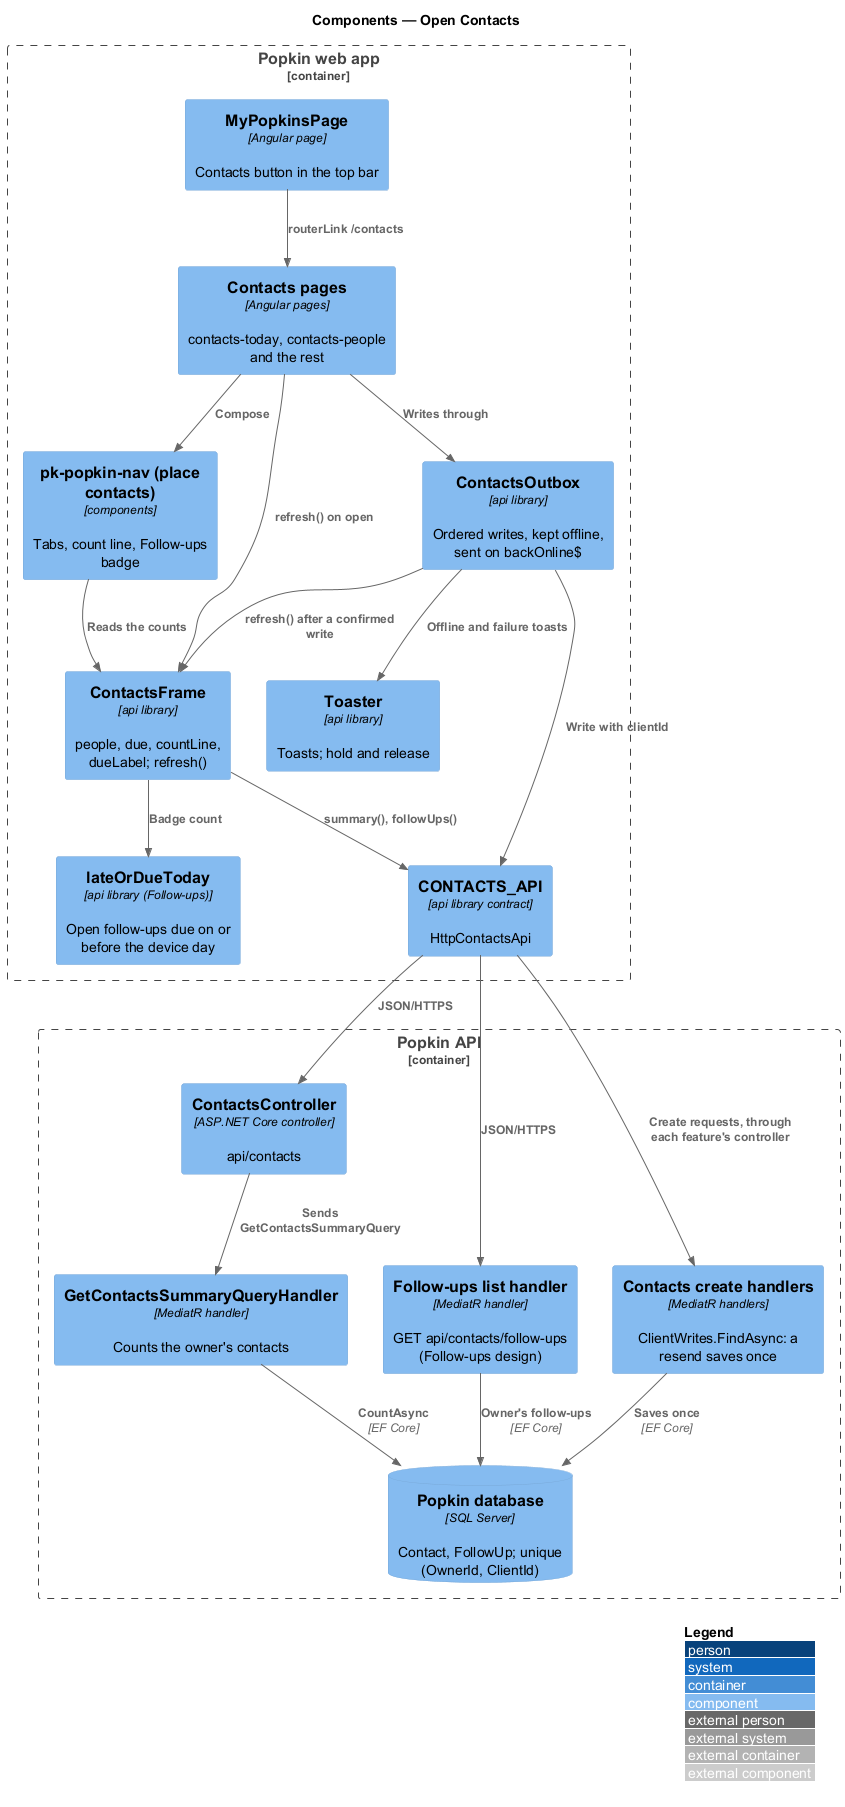 Components — Open Contacts
Popkin web app
[container]
MyPopkinsPage
[Angular page]
Contacts button in the top bar
routerLink /contacts
Contacts pages
[Angular pages]
contacts-today, contacts-people
and the rest
Compose
Writes through
pk-popkin-nav (place
contacts)
[components]
Tabs, count line, Follow-ups
badge
ContactsOutbox
[api library]
Ordered writes, kept offline,
sent on backOnline$
refresh() on open
Reads the counts
refresh() after a confirmed
write
Offline and failure toasts
Write with clientId
ContactsFrame
[api library]
people, due, countLine,
dueLabel; refresh()
Toaster
[api library]
Toasts; hold and release
Badge count
summary(), followUps()
lateOrDueToday
[api library (Follow-ups)]
Open follow-ups due on or
before the device day
CONTACTS_API
[api library contract]
HttpContactsApi
JSON/HTTPS
Popkin API
[container]
ContactsController
[ASP.NET Core controller]
api/contacts
JSON/HTTPS
Create requests, through
each feature's controller
Sends
GetContactsSummaryQuery
GetContactsSummaryQueryHandler
[MediatR handler]
Counts the owner's contacts
Follow-ups list handler
[MediatR handler]
GET api/contacts/follow-ups
(Follow-ups design)
Contacts create handlers
[MediatR handlers]
ClientWrites.FindAsync: a
resend saves once
CountAsync
[EF Core]
Owner's follow-ups
[EF Core]
Saves once
[EF Core]
Popkin database
[SQL Server]
Contact, FollowUp; unique
(OwnerId, ClientId)
Legend
person
system
container
component
external person
external system
external container
external component